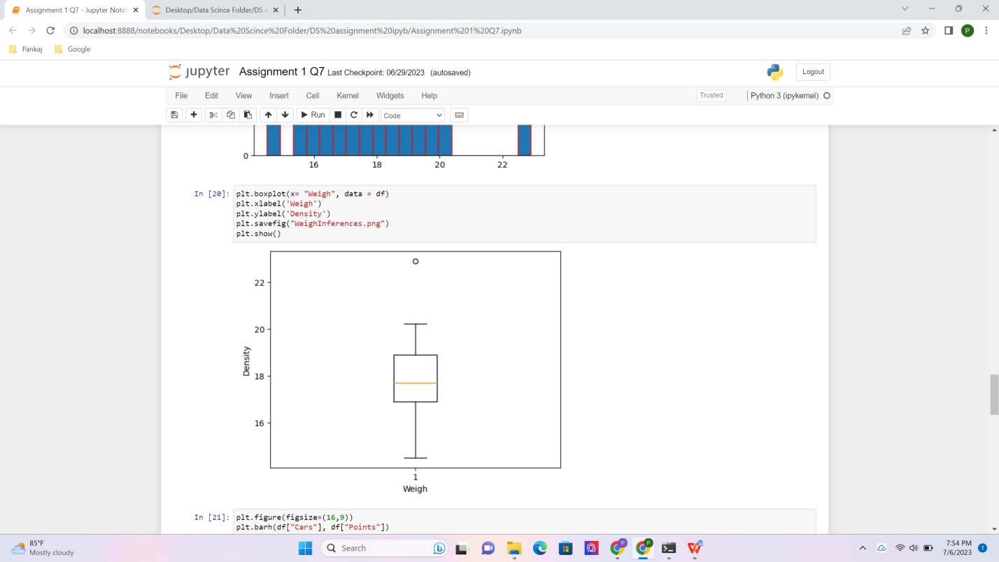 Assignment 1 Q7 - Jupyter Notel
Desktop/Data Scince Folder/DS a
localhost:8888/notebooks/Desktop/Data%20Scince%20Folder/DS%20assignment%20ipyb/Assignment%201%20Q7.ipynb
P
Pankaj
Google
jupyter Assignment 1 Q7 Last Checkpoint: 06/29/2023 (autosaved)
Logout
File Edit View Insert Cell Kernel Widgets Help
Trusted
Python 3 (ipykernel)
Run
Code
0
16 18 20 22
In [20]:
plt.boxplot(x= "Weigh", data = df)
plt.xlabel('Weigh')
plt.ylabel('Density')
plt.savefig("WeighInferences.png")
plt.show()
22
20
18
16
Density
1
Weigh
In [21]:
plt.figure(figsize=(16,9))
plt.barh(df["Cars"], df["Points"])
85°F
Mostly cloudy
Search
P
P
7:54 PM
7/6/2023
1